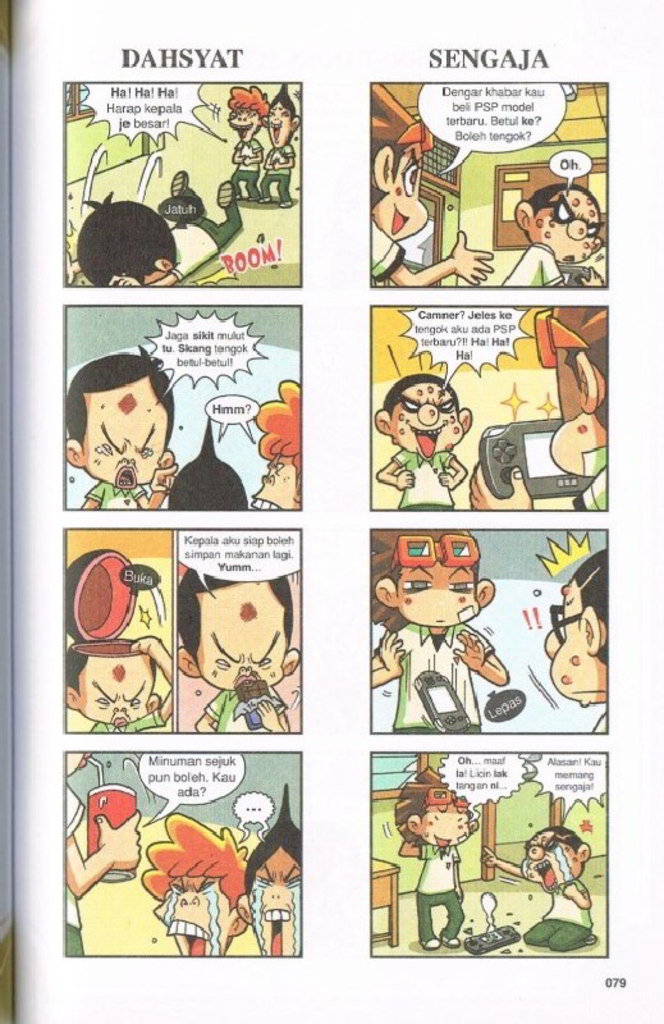 DAHSYAT
Ha! Ha! Ha!
Harap kepala
je besar!
Jatuh
BOOM!
Jaga sikit mulut
tu. Skang tengok
betul-betul!
Hmm?
Buka
Kepala aku siap boleh
simpan makanan lagi.
Yumm...
Minuman sejuk
pun boleh. Kau
ada?
...
SENGAJA
Dengar khabar kau
beli PSP model
terbaru. Betul ke?
Boleh tengok?
Oh.
Camner? Jeles ke
tengok aku ada PSP
terbaru?!! Ha! Ha!
Ha!
!!
Lepas
Oh... maaf
la! Licin lak
tangan ni...
Alasan! Kau
memang
sengaja!
079